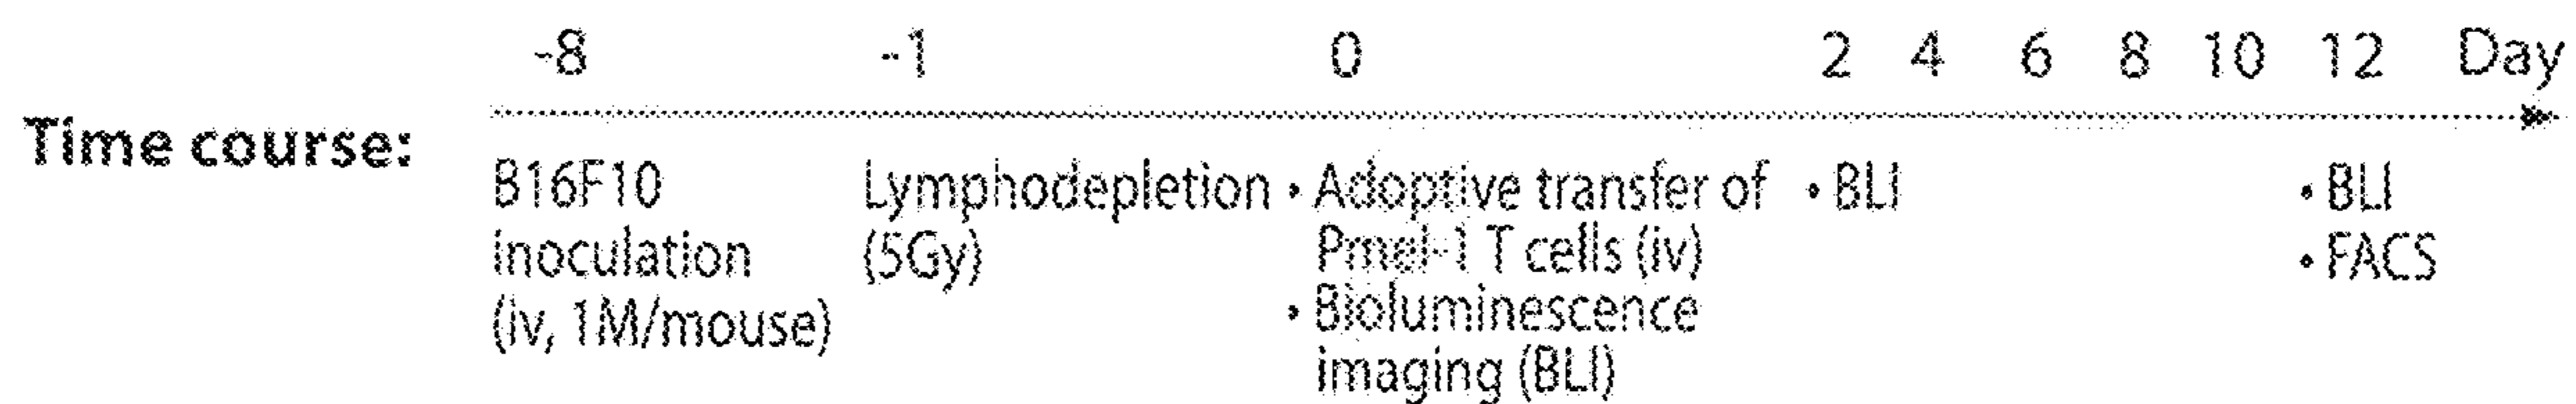 -8 -1 0 2 4 6 8 10 12 Day
Time course:
B16F10 Lymphodepletion • Adoptive transfer of • BLI • BLI
inoculation (5Gy) Pmel-1 T cells (iv) • FACS
(iv, 1M/mouse) • Bioluminescence
imaging (BLI)